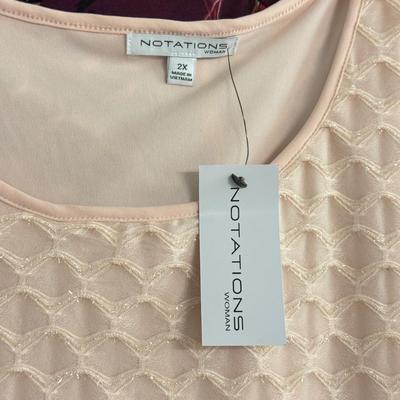 NOTATIONS
WOMAN
2X
MADE IN
VIETNAM
NOTATIONS
WOMAN